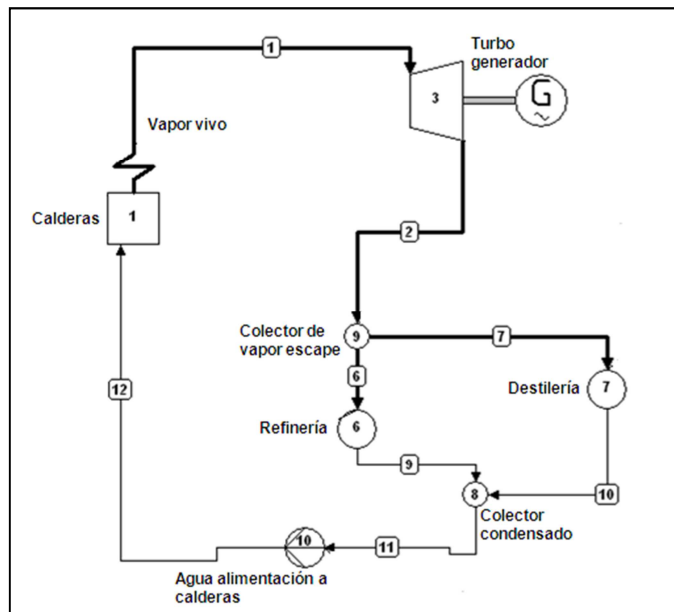 1
Turbo
generador
3
G
~
Vapor vivo
Calderas
1
2
Colector de
vapor escape
9
7
6
12
Destilería
7
Refinería
6
9
8
10
Colector
condensado
10
11
Agua alimentación a
calderas